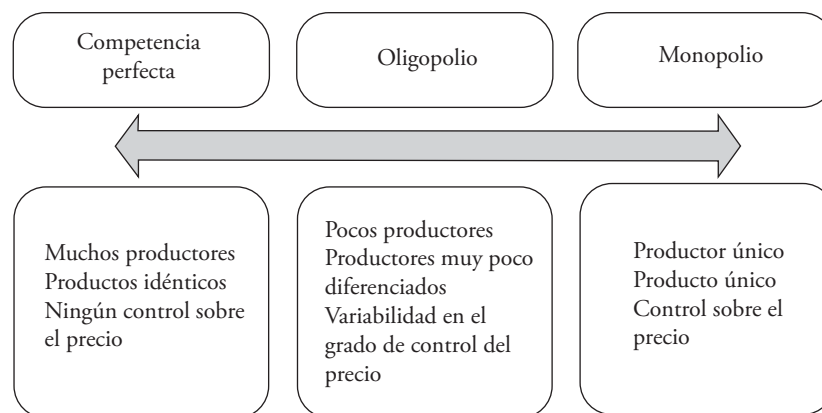 Competencia
perfecta
Oligopolio
Monopolio
Muchos productores
Productos idénticos
Ningún control sobre
el precio
Pocos productores
Productores muy poco
diferenciados
Variabilidad en el
grado de control del
precio
Productor único
Producto único
Control sobre el
precio